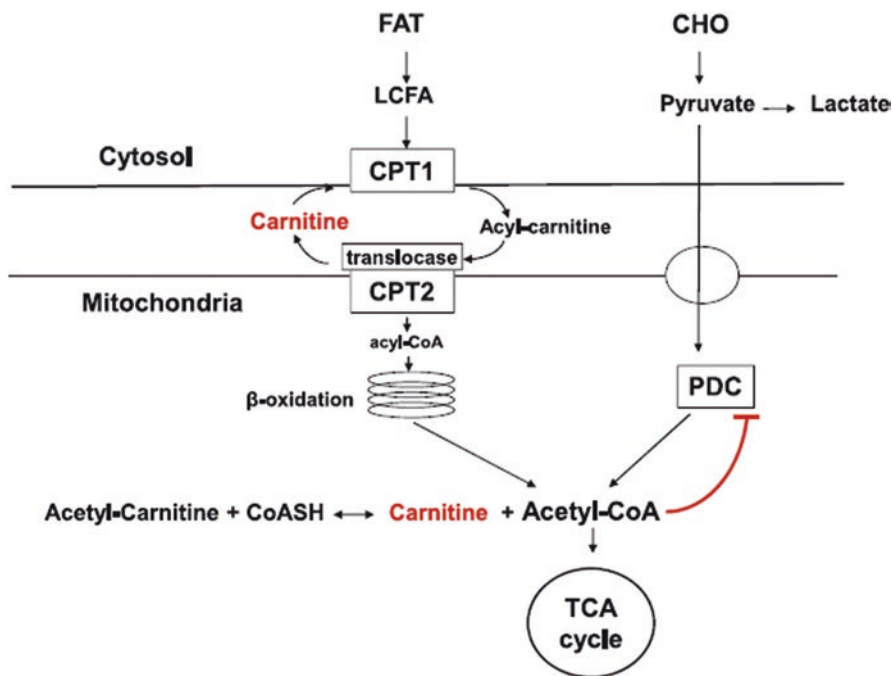 FAT
CHO
LCFA
Pyruvate
Lactate
Cytosol
CPT1
Carnitine
Acyl-carnitine
translocase
Mitochondria
CPT2
acyl-CoA
β-oxidation
PDC
Acetyl-Carnitine + CoASH
Carnitine + Acetyl-CoA
TCA
cycle